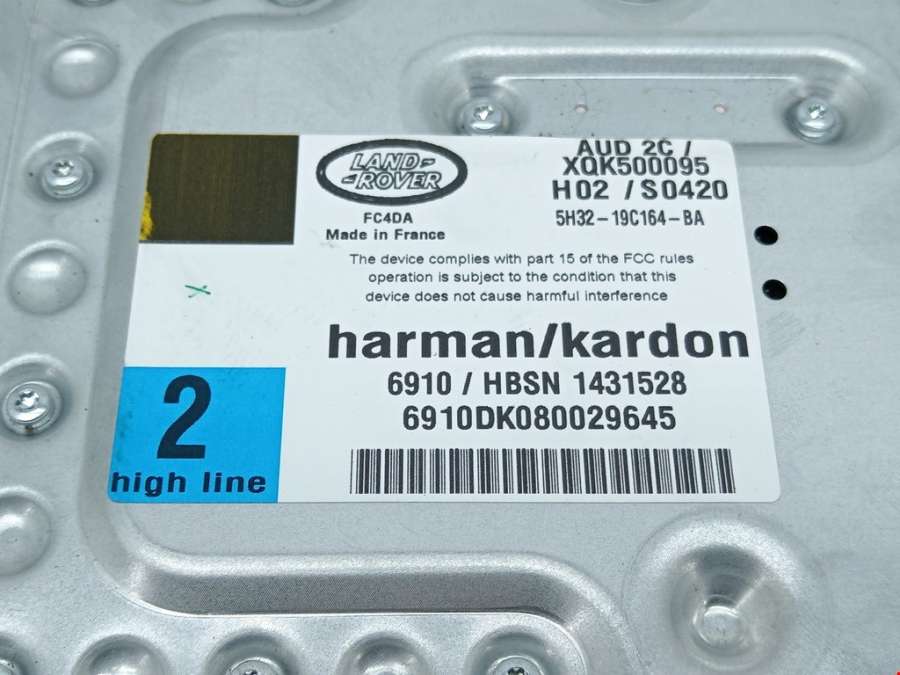 LAND-
-ROVER
FC4DA
Made in France
AUD 2C /
XQK500095
H02 / S0420
5H32-19C164-BA
The device complies with part 15 of the FCC rules
operation is subject to the condition that this
device does not cause harmful interference
harman/kardon
6910 / HBSN 1431528
6910DK080029645
2
high line